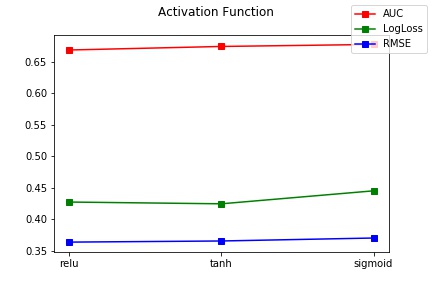 Activation Function
AUC
LogLoss
RMSE
0.65
0.60
0.55
0.50
0.45
0.40
0.35
relu
tanh
sigmoid